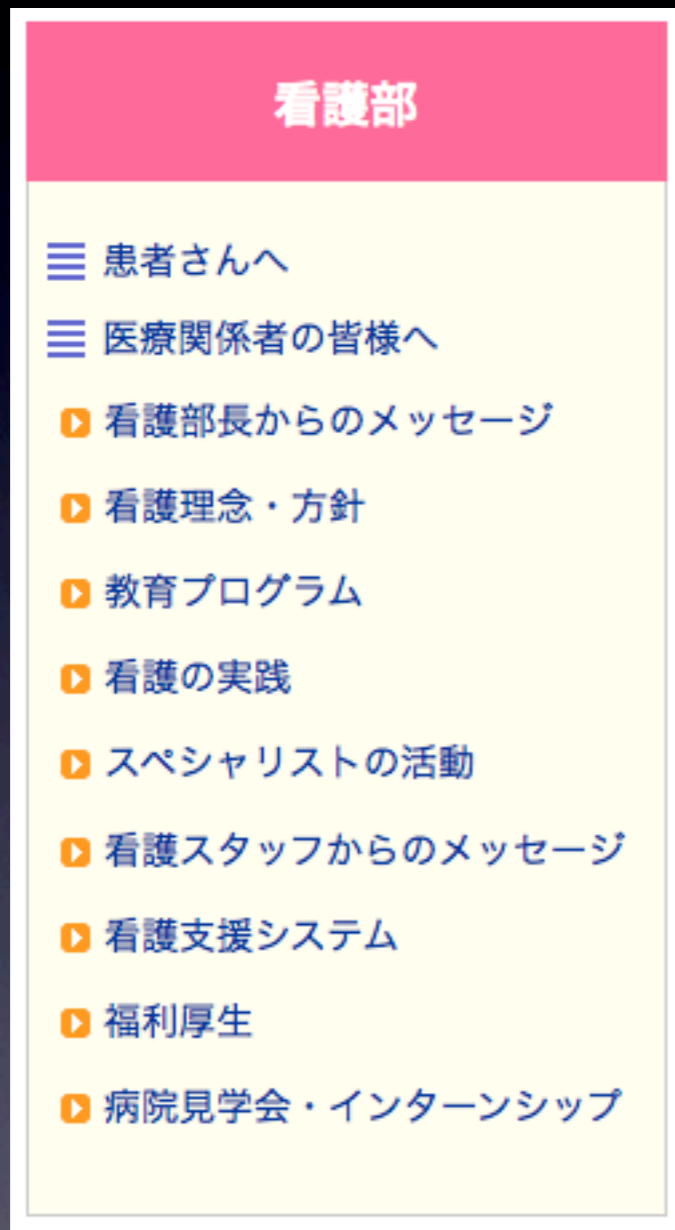 看護部
患者さんへ
医療関係者の皆様へ
看護部長からのメッセージ
看護理念・方針
教育プログラム
看護の実践
スペシャリストの活動
看護スタッフからのメッセージ
看護支援システム
福利厚生
病院見学会・インターンシップ